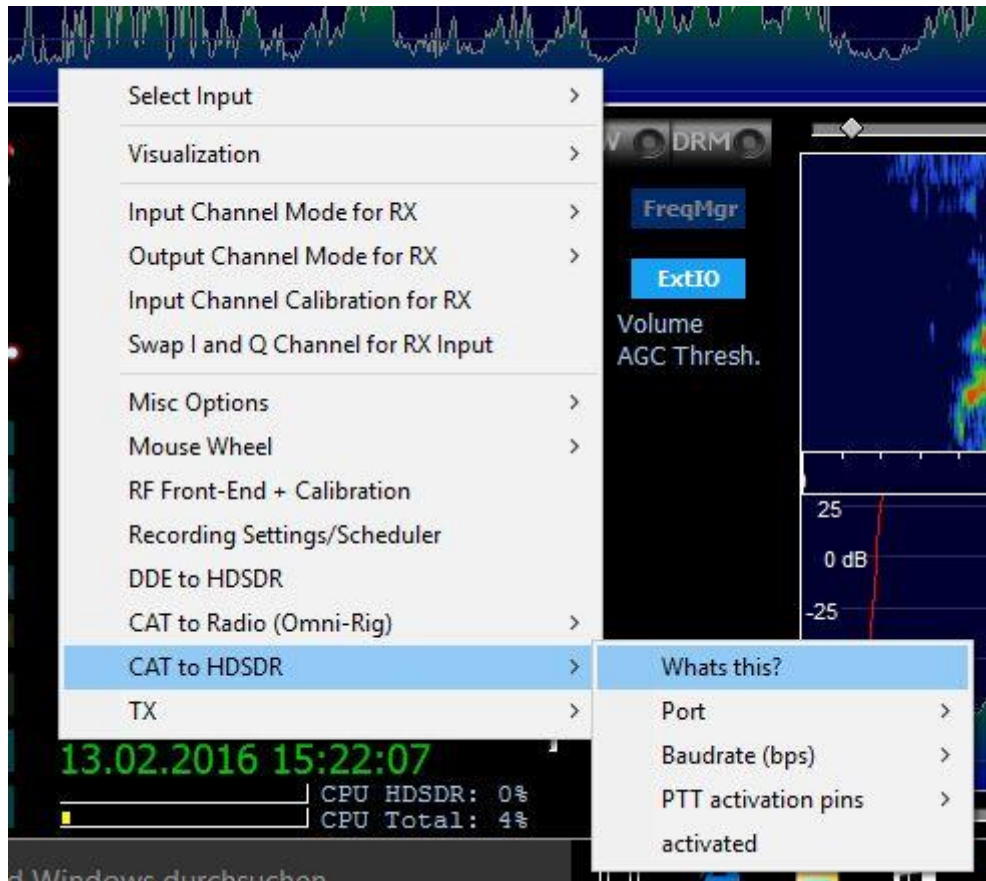 Select Input
Visualization
Input Channel Mode for RX
Output Channel Mode for RX
Input Channel Calibration for RX
Swap I and Q Channel for RX Input
Misc Options
Mouse Wheel
RF Front-End + Calibration
Recording Settings/Scheduler
DDE to HDSDR
CAT to Radio (Omni-Rig)
CAT to HDSDR
TX
Whats this?
Port
Baudrate (bps)
PTT activation pins
activated
DRM
FreqMgr
ExtIO
Volume
AGC Thresh.
25
0 dB
-25
13.02.2016 15:22:07
CPU HDSDR: 0%
CPU Total: 4%
d Windows durchsuchen